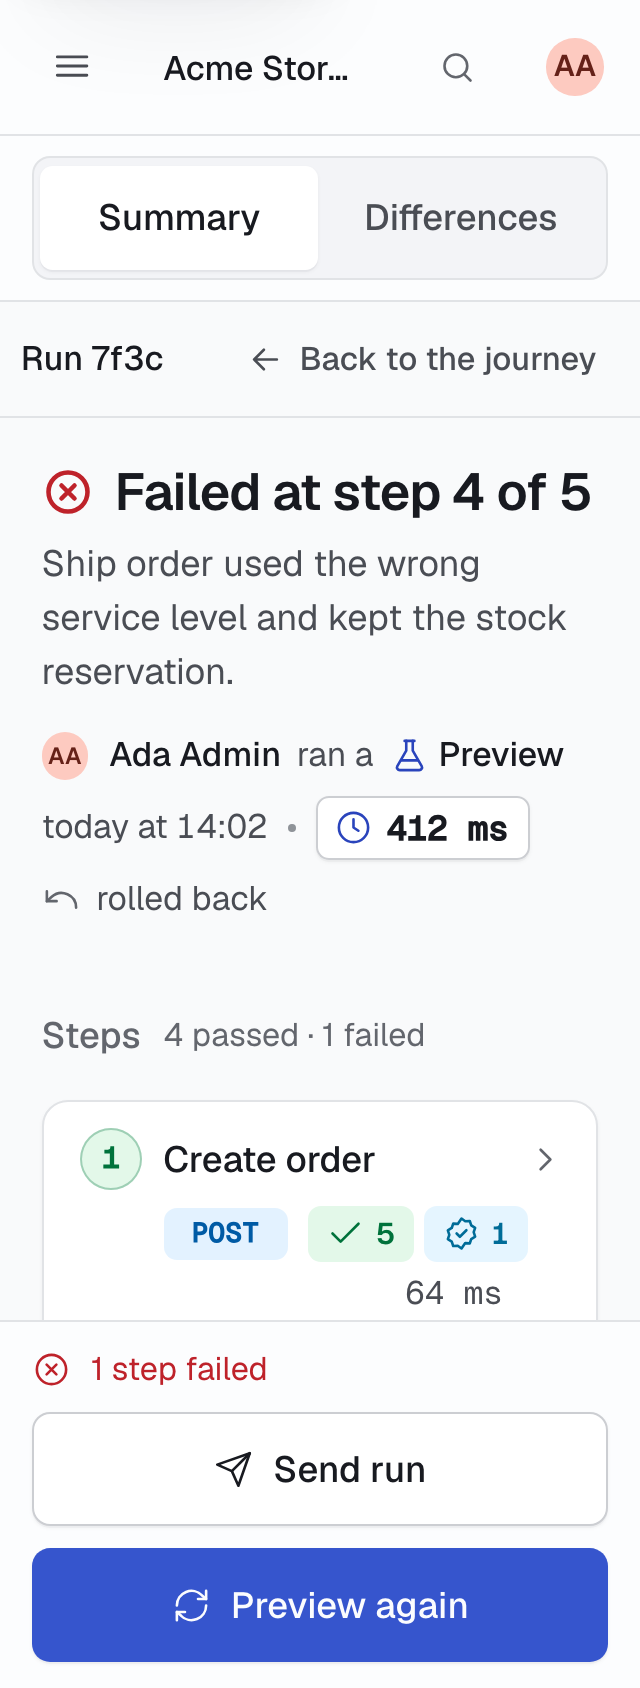 Acme Stor...
AA
Summary
Differences
Run 7f3c
Back to the journey
Failed at step 4 of 5
Ship order used the wrong
service level and kept the stock
reservation.
AA Ada Admin ran a Preview
today at 14:02 • 412 ms
rolled back
Steps 4 passed · 1 failed
1 Create order
POST 5 1
64 ms
1 step failed
Send run
Preview again